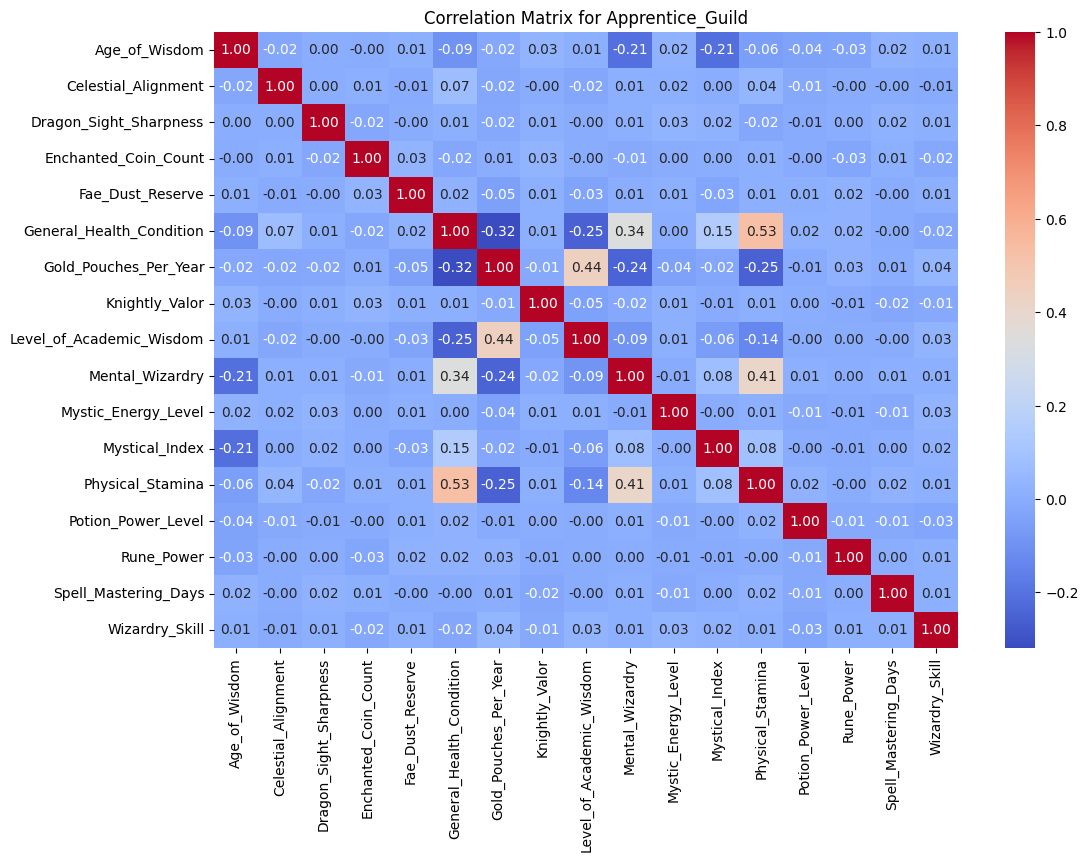 Correlation Matrix for Apprentice_Guild
Age_of_Wisdom 1.00 -0.02 0.00 -0.00 0.01 -0.09 -0.02 0.03 0.01 -0.21 0.02 -0.21 -0.06 -0.04 -0.03 0.02 0.01
Celestial_Alignment -0.02 1.00 0.00 0.01 -0.01 0.07 -0.02 -0.00 -0.02 0.01 0.02 0.00 0.04 -0.01 -0.00 -0.00 -0.01
Dragon_Sight_Sharpness 0.00 0.00 1.00 -0.02 -0.00 0.01 -0.02 0.01 -0.00 0.01 0.03 0.02 -0.02 -0.01 0.00 0.02 0.01
Enchanted_Coin_Count -0.00 0.01 -0.02 1.00 0.03 -0.02 0.01 0.03 -0.00 -0.01 0.00 0.00 0.01 -0.00 -0.03 0.01 -0.02
Fae_Dust_Reserve 0.01 -0.01 -0.00 0.03 1.00 0.02 -0.05 0.01 -0.03 0.01 0.01 -0.03 0.01 0.01 0.02 -0.00 0.01
General_Health_Condition -0.09 0.07 0.01 -0.02 0.02 1.00 -0.32 0.01 -0.25 0.34 0.00 0.15 0.53 0.02 0.02 -0.00 -0.02
Gold_Pouches_Per_Year -0.02 -0.02 -0.02 0.01 -0.05 -0.32 1.00 -0.01 0.44 -0.24 -0.04 -0.02 -0.25 -0.01 0.03 0.01 0.04
Knightly_Valor 0.03 -0.00 0.01 0.03 0.01 0.01 -0.01 1.00 -0.05 -0.02 0.01 -0.01 0.01 0.00 -0.01 -0.02 -0.01
Level_of_Academic_Wisdom 0.01 -0.02 -0.00 -0.00 -0.03 -0.25 0.44 -0.05 1.00 -0.09 0.01 -0.06 -0.14 -0.00 0.00 -0.00 0.03
Mental_Wizardry -0.21 0.01 0.01 -0.01 0.01 0.34 -0.24 -0.02 -0.09 1.00 -0.01 0.08 0.41 0.01 0.00 0.01 0.01
Mystic_Energy_Level 0.02 0.02 0.03 0.00 0.01 0.00 -0.04 0.01 0.01 -0.01 1.00 -0.00 0.01 -0.01 -0.01 -0.01 0.03
Mystical_Index -0.21 0.00 0.02 0.00 -0.03 0.15 -0.02 -0.01 -0.06 0.08 -0.00 1.00 0.08 -0.00 -0.01 0.00 0.02
Physical_Stamina -0.06 0.04 -0.02 0.01 0.01 0.53 -0.25 0.01 -0.14 0.41 0.01 0.08 1.00 0.02 -0.00 0.02 0.01
Potion_Power_Level -0.04 -0.01 -0.01 -0.00 0.01 0.02 -0.01 0.00 -0.00 0.01 -0.01 -0.00 0.02 1.00 -0.01 -0.01 -0.03
Rune_Power -0.03 -0.00 0.00 -0.03 0.02 0.02 0.03 -0.01 0.00 0.00 -0.01 -0.01 -0.00 -0.01 1.00 0.00 0.01
Spell_Mastering_Days 0.02 -0.00 0.02 0.01 -0.00 -0.00 0.01 -0.02 -0.00 0.01 -0.01 0.00 0.02 -0.01 0.00 1.00 0.01
Wizardry_Skill 0.01 -0.01 0.01 -0.02 0.01 -0.02 0.04 -0.01 0.03 0.01 0.03 0.02 0.01 -0.03 0.01 0.01 1.00
Age_of_Wisdom
Celestial_Alignment
Dragon_Sight_Sharpness
Enchanted_Coin_Count
Fae_Dust_Reserve
General_Health_Condition
Gold_Pouches_Per_Year
Knightly_Valor
Level_of_Academic_Wisdom
Mental_Wizardry
Mystic_Energy_Level
Mystical_Index
Physical_Stamina
Potion_Power_Level
Rune_Power
Spell_Mastering_Days
Wizardry_Skill
1.0
0.8
0.6
0.4
0.2
0.0
−0.2